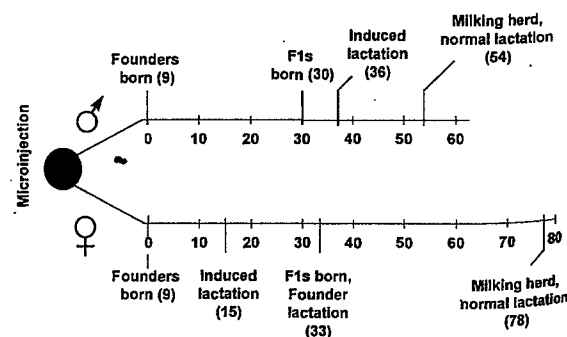 Microinjection
Founders
born (9)
F1s
born (30)
Induced
lactation
(36)
Milking herd,
normal lactation
(54)
0 10 20 30 40 50 60
0 10 20 30 40 50 60 70 80
Founders
born (9)
Induced
lactation
(15)
F1s born,
Founder
lactation
(33)
Milking herd,
normal lactation
(78)